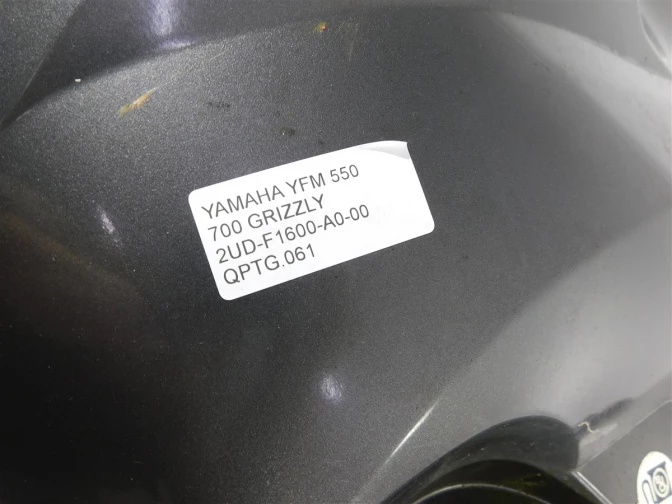 YAMAHA YFM 550
700 GRIZZLY
2UD-F1600-A0-00
QPTG.061